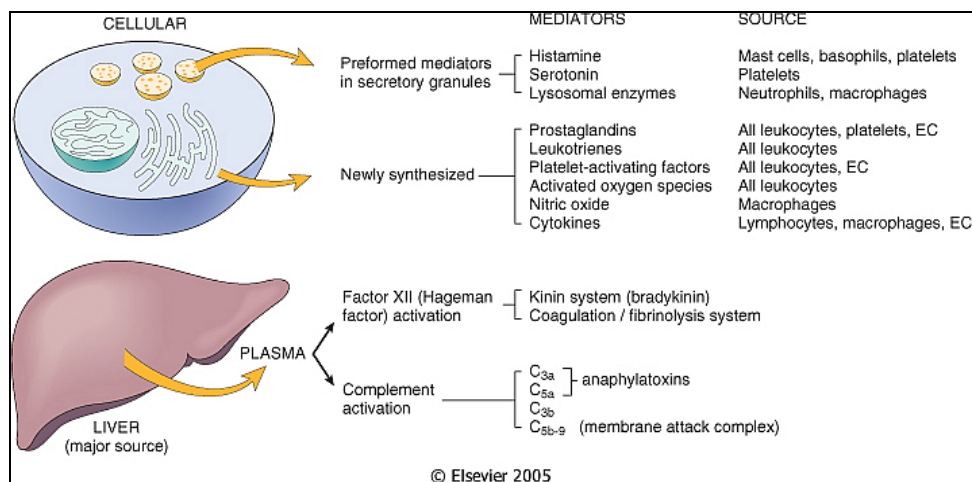 CELLULAR
MEDIATORS SOURCE
Preformed mediators
in secretory granules
Histamine Mast cells, basophils, platelets
Serotonin Platelets
Lysosomal enzymes Neutrophils, macrophages
Newly synthesized
Prostaglandins All leukocytes, platelets, EC
Leukotrienes All leukocytes
Platelet-activating factors All leukocytes, EC
Activated oxygen species All leukocytes
Nitric oxide Macrophages
Cytokines Lymphocytes, macrophages, EC
LIVER
(major source)
PLASMA
Factor XII (Hageman
factor) activation
Kinin system (bradykinin)
Coagulation / fibrinolysis system
Complement
activation
C3a
C5a
anaphylatoxins
C3b
C5b-9 (membrane attack complex)
© Elsevier 2005